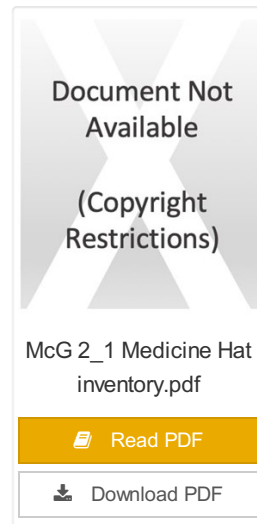 Document Not
Available
(Copyright
Restrictions)
McG 2_1 Medicine Hat
inventory.pdf
Read PDF
Download PDF